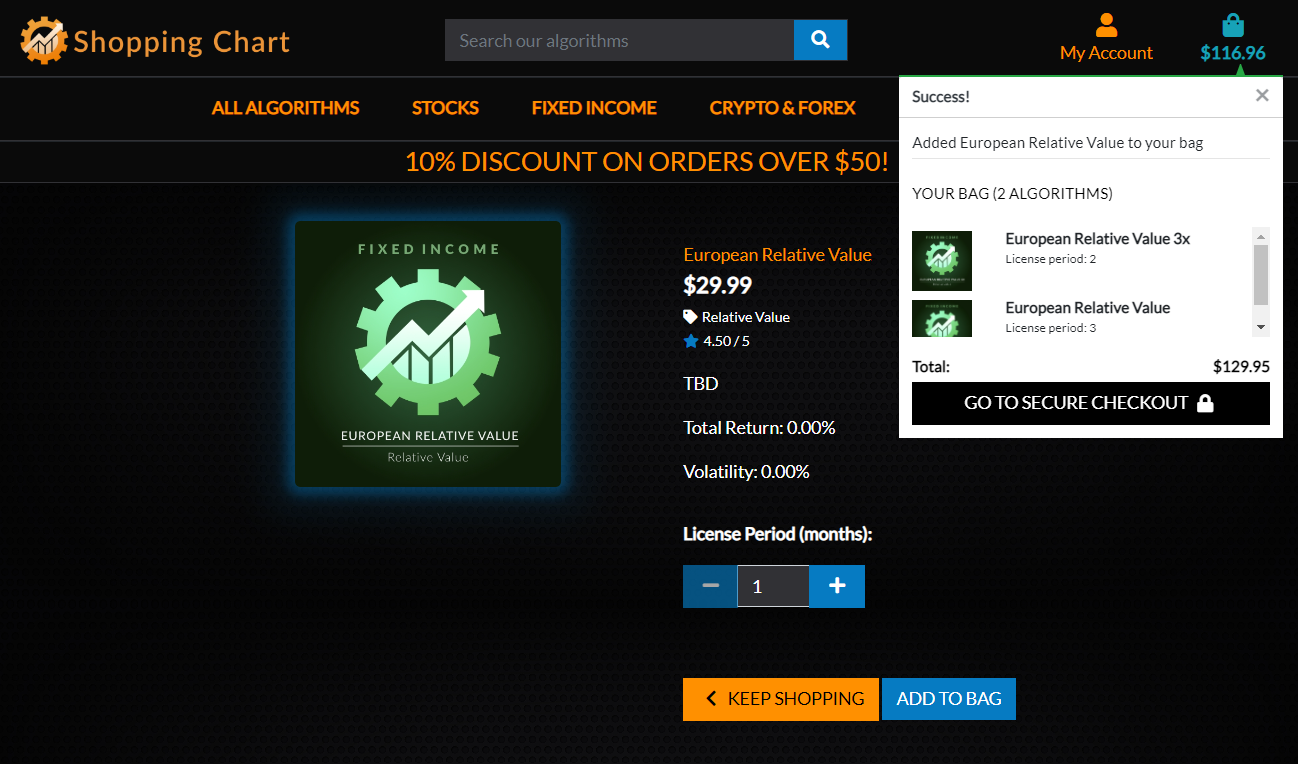 Shopping Chart
Search our algorithms
My Account
$116.96
ALL ALGORITHMS
STOCKS
FIXED INCOME
CRYPTO & FOREX
10% DISCOUNT ON ORDERS OVER $50!
Success!
×
Added European Relative Value to your bag
YOUR BAG (2 ALGORITHMS)
European Relative Value 3x
License period: 2
European Relative Value
License period: 3
Total: $129.95
GO TO SECURE CHECKOUT
FIXED INCOME
EUROPEAN RELATIVE VALUE
Relative Value
European Relative Value
$29.99
Relative Value
4.50 / 5
TBD
Total Return: 0.00%
Volatility: 0.00%
License Period (months):
1
KEEP SHOPPING
ADD TO BAG